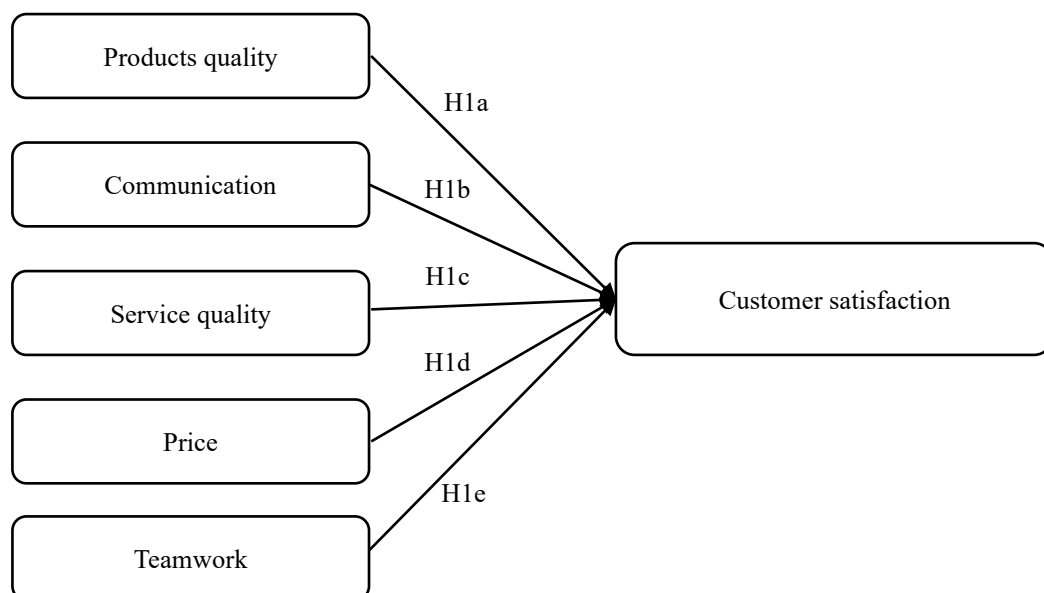 Products quality
H1a
Communication
H1b
Service quality
H1c
Customer satisfaction
Price
H1d
Teamwork
H1e